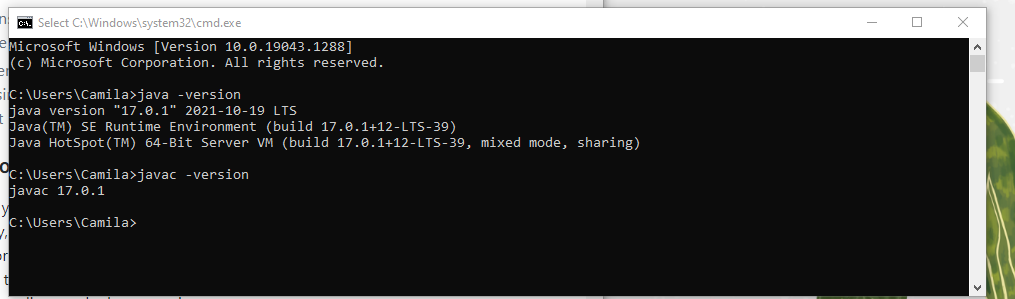 Select C:\Windows\system32\cmd.exe
Microsoft Windows [Version 10.0.19043.1288]
(c) Microsoft Corporation. All rights reserved.
C:\Users\Camila>java -version
java version "17.0.1" 2021-10-19 LTS
Java(TM) SE Runtime Environment (build 17.0.1+12-LTS-39)
Java HotSpot(TM) 64-Bit Server VM (build 17.0.1+12-LTS-39, mixed mode, sharing)
C:\Users\Camila>javac -version
javac 17.0.1
C:\Users\Camila>